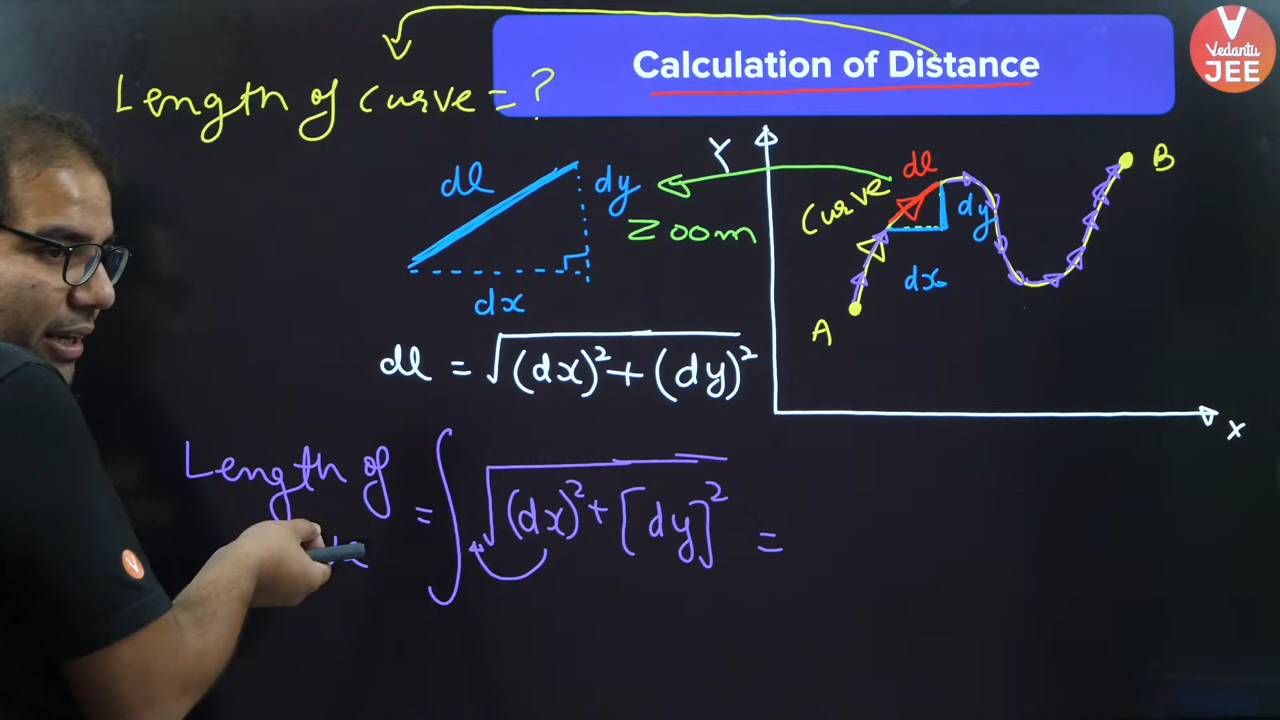 Calculation of Distance
Vedantu
JEE
Length of curve = ?
Y
dl
dy
Zoom
dx
curve
dl
dy
dx
A
B
X
dl = √(dx)² + (dy)²
Length of
= ∫ √(dx)² + [dy]² =